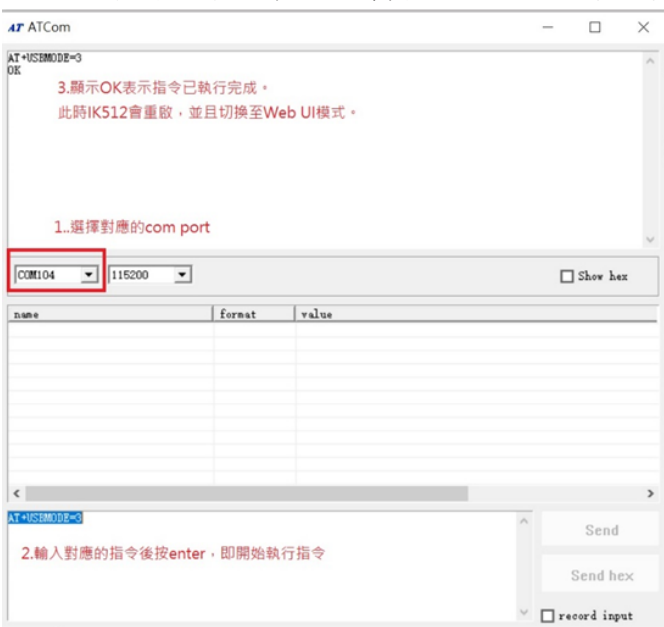 AT ATCom
AT+USBMODE=3
OK
3.顯示OK表示指令已執行完成。
此時IK512會重啟，並且切換至Web UI模式。
1..選擇對應的com port
COM104 115200 Show hex
name format value
AT+USBMODE=3
Send
2.輸入對應的指令後按enter，即開始執行指令
Send hex
record input